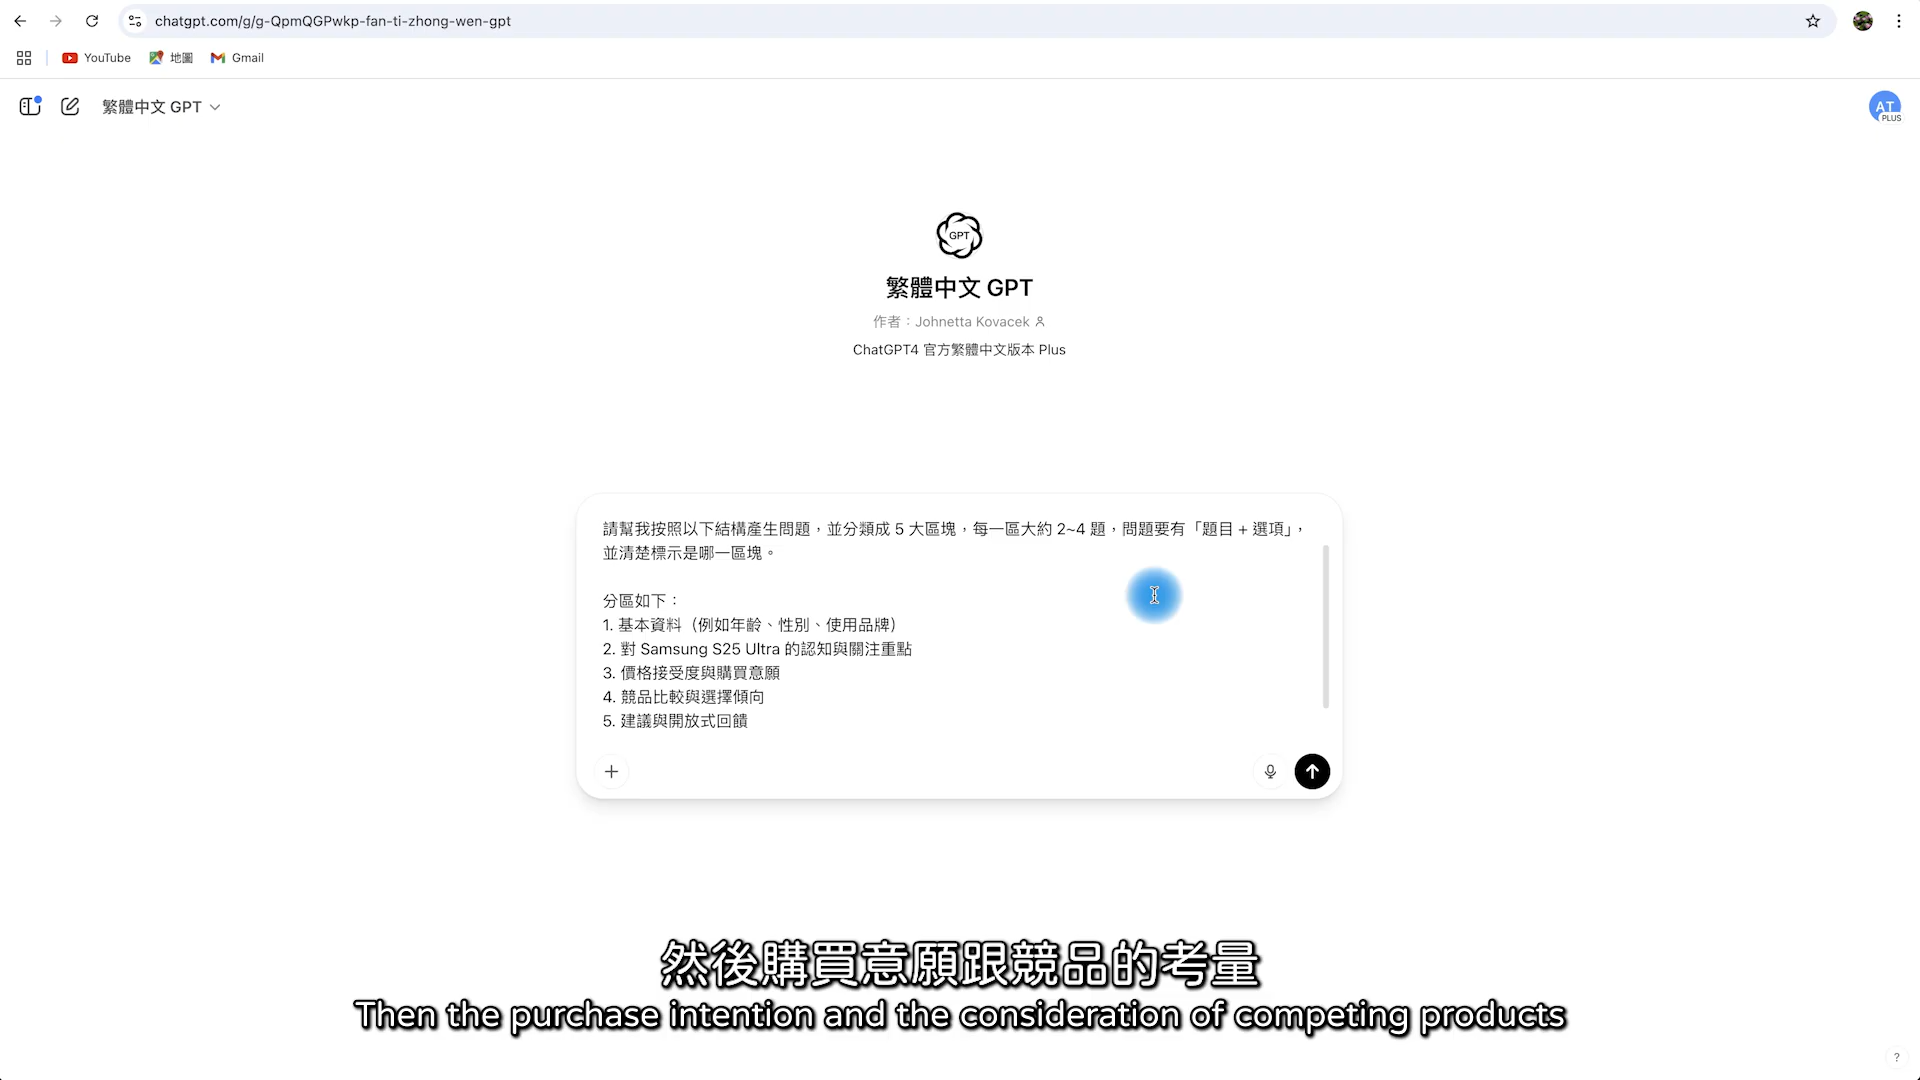 chatgpt.com/g/g-QpmQGPwkp-fan-ti-zhong-wen-gpt
YouTube 地圖 Gmail
繁體中文 GPT
AT
PLUS
GPT
繁體中文 GPT
作者：Johnetta Kovacek
ChatGPT4 官方繁體中文版本 Plus
請幫我按照以下結構產生問題，並分類成 5 大區塊，每一區大約 2~4 題，問題要有「題目 + 選項」，
並清楚標示是哪一區塊。
分區如下：
1. 基本資料（例如年齡、性別、使用品牌）
2. 對 Samsung S25 Ultra 的認知與關注重點
3. 價格接受度與購買意願
4. 競品比較與選擇傾向
5. 建議與開放式回饋
然後購買意願跟競品的考量
Then the purchase intention and the consideration of competing products
?